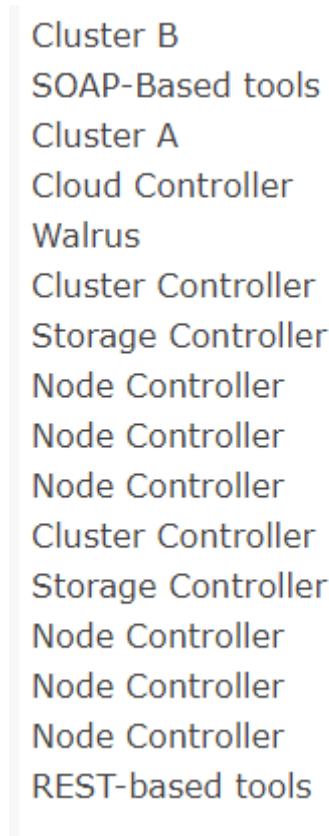 Cluster B
SOAP-Based tools
Cluster A
Cloud Controller
Walrus
Cluster Controller
Storage Controller
Node Controller
Node Controller
Node Controller
Cluster Controller
Storage Controller
Node Controller
Node Controller
Node Controller
REST-based tools